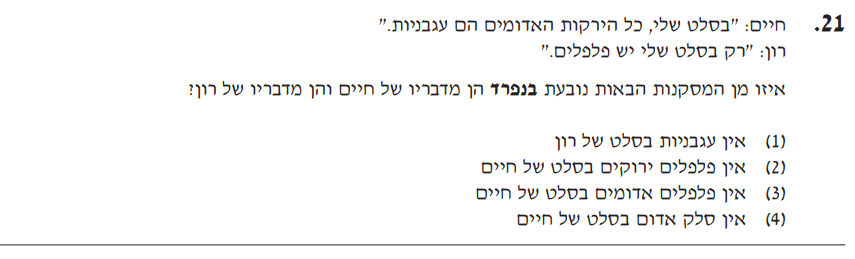 21. חיים: "בסלט שלי, כל הירקות האדומים הם עגבניות."
רון: "רק בסלט שלי יש פלפלים."
איזו מן המסקנות הבאות נובעת בנפרד הן מדבריו של חיים והן מדבריו של רון?
(1) אין עגבניות בסלט של רון
(2) אין פלפלים ירוקים בסלט של חיים
(3) אין פלפלים אדומים בסלט של חיים
(4) אין סלק אדום בסלט של חיים